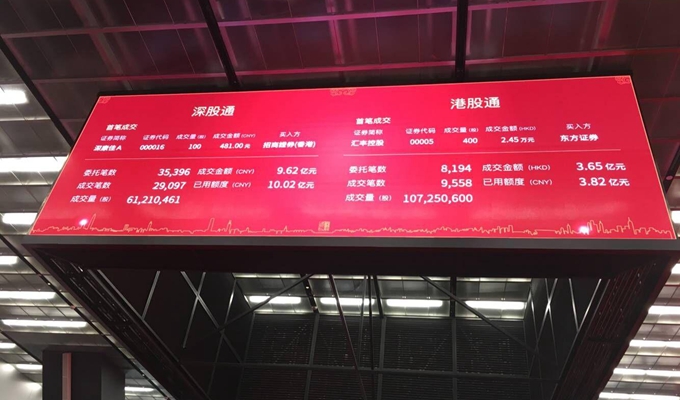 深股通
首笔成交
证券简称 证券代码 成交量(股) 成交金额(CNY) 买入方
深康佳A 000016 100 481.00元 招商证券(香港)
委托笔数 35,396 成交金额(CNY) 9.62亿元
成交笔数 29,097 已用额度(CNY) 10.02亿元
成交量(股) 61,210,461
港股通
首笔成交
证券简称 证券代码 成交量(股) 成交金额(HKD) 买入方
汇丰控股 00005 400 2.45万元 东方证券
委托笔数 8,194 成交金额(HKD) 3.65亿元
成交笔数 9,558 已用额度(CNY) 3.82亿元
成交量(股) 107,250,600